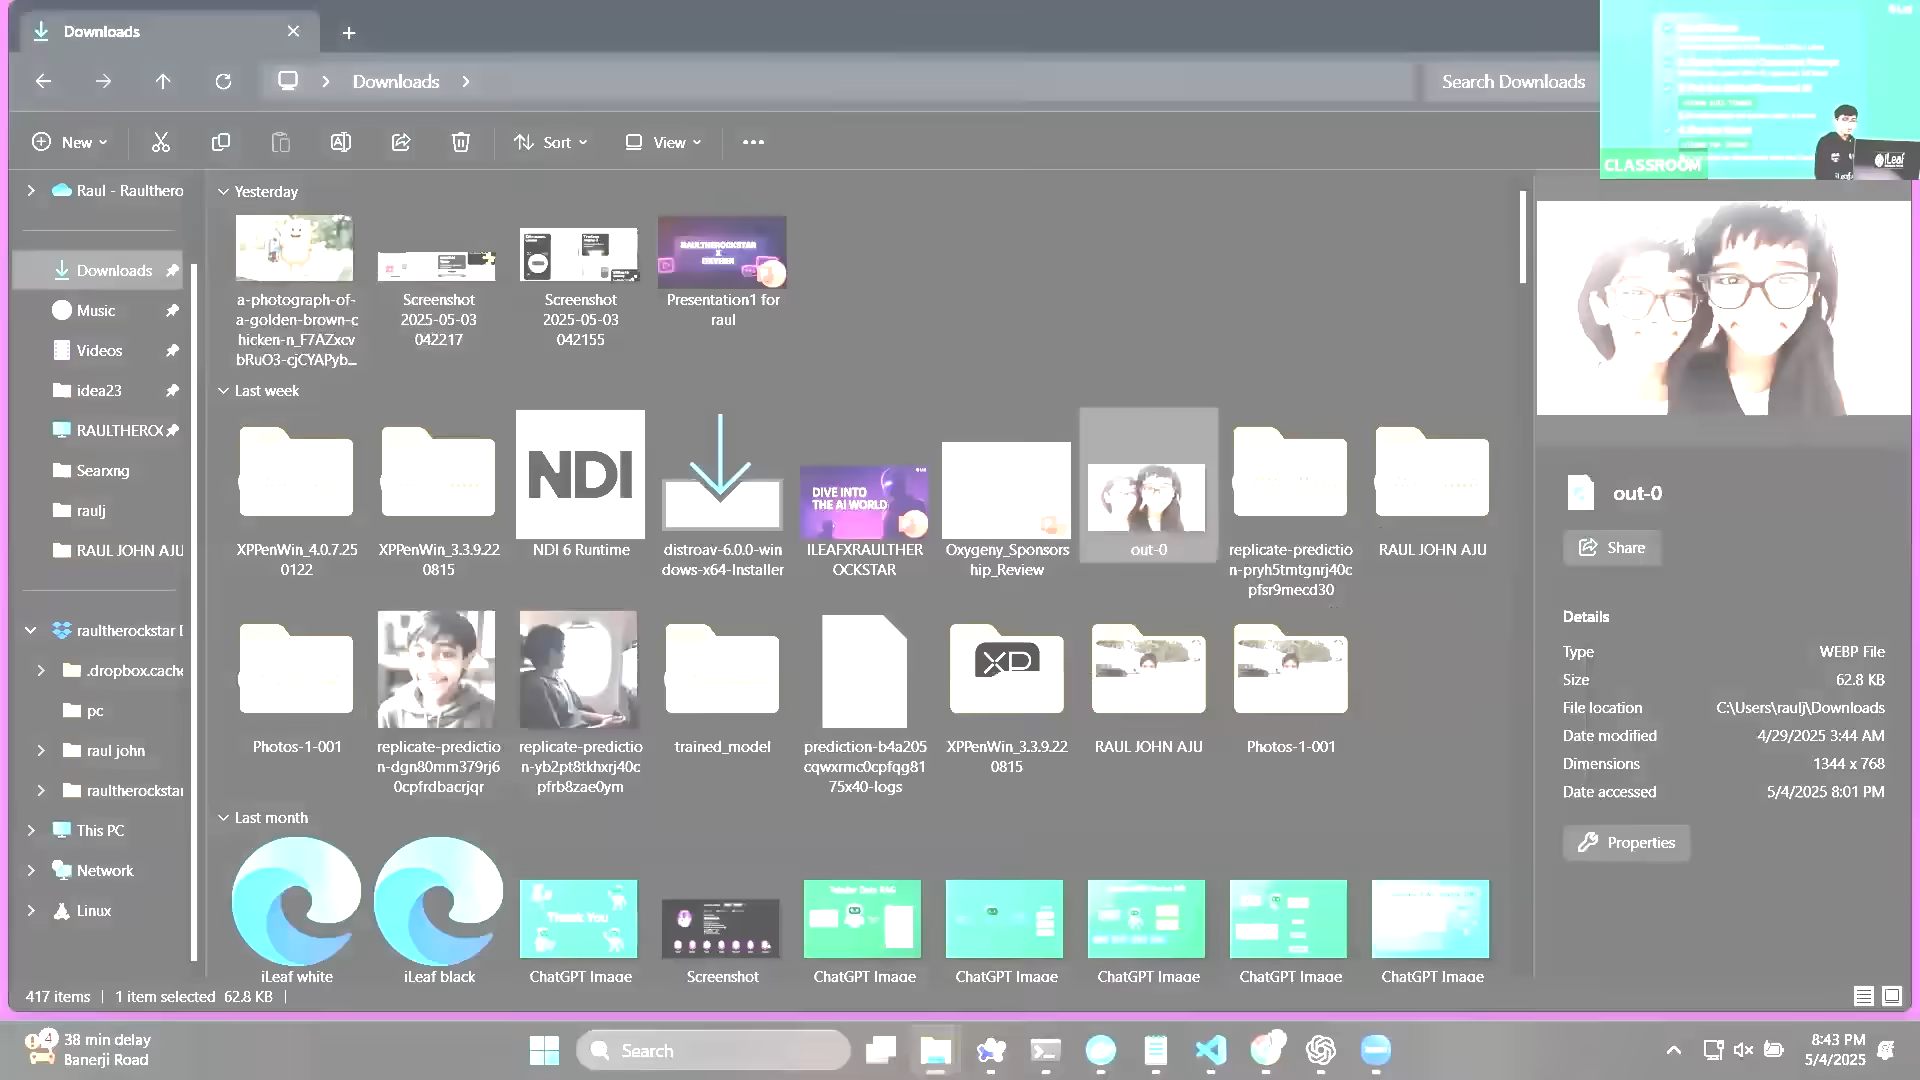 Downloads
Downloads
Search Downloads
New
Sort
View
CLASSROOM
iLeaf
Raul - Raulthero
Downloads
Music
Videos
idea23
RAULTHEROC
Searxng
raulj
RAUL JOHN AJU
raultherockstar D
.dropbox.cache
pc
raul john
raultherockstar
This PC
Network
Linux
Yesterday
a-photograph-of-
a-golden-brown-c
hicken-n_F7AZxcv
bRuO3-cjCYAPyb...
Screenshot
2025-05-03
042217
Screenshot
2025-05-03
042155
RAULTHEROCKSTAR
X
Presentation1 for
raul
Last week
XPPenWin_4.0.7.25
0122
XPPenWin_3.3.9.22
0815
NDI
NDI 6 Runtime
distroav-6.0.0-win
dows-x64-Installer
DIVE INTO
THE AI WORLD
ILEAFXRAULTHER
OCKSTAR
Oxygeny_Sponsors
hip_Review
out-0
replicate-predictio
n-pryh5tmtgnrj40c
pfsr9mecd30
RAUL JOHN AJU
Photos-1-001
replicate-predictio
n-dgn80mm379rj6
0cpfrdbacrjqr
replicate-predictio
n-yb2pt8tkhxrj40c
pfrb8zae0ym
trained_model
prediction-b4a205
cqwxrmc0cpfqg81
75x40-logs
XP
XPPenWin_3.3.9.22
0815
RAUL JOHN AJU
Photos-1-001
Last month
iLeaf white
iLeaf black
Thank You
ChatGPT Image
Screenshot
Tabular Data RAG
ChatGPT Image
ChatGPT Image
ChatGPT Image
ChatGPT Image
ChatGPT Image
out-0
Share
Details
Type WEBP File
Size 62.8 KB
File location C:\Users\raulj\Downloads
Date modified 4/29/2025 3:44 AM
Dimensions 1344 x 768
Date accessed 5/4/2025 8:01 PM
Properties
417 items
1 item selected 62.8 KB
4
38 min delay
Banerji Road
Search
8:43 PM
5/4/2025